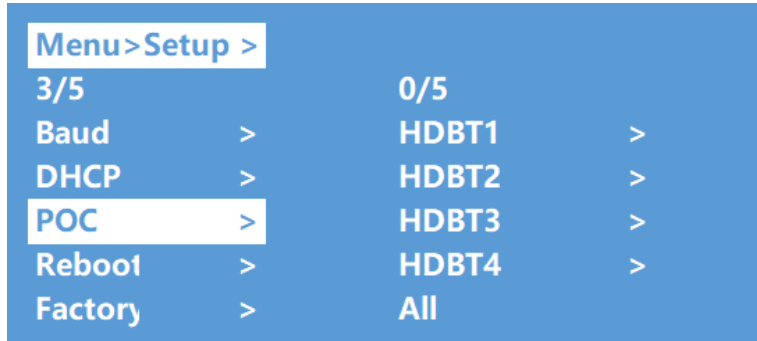 Menu>Setup >
3/5 0/5
Baud > HDBT1 >
DHCP > HDBT2 >
POC > HDBT3 >
Reboot > HDBT4 >
Factory > All